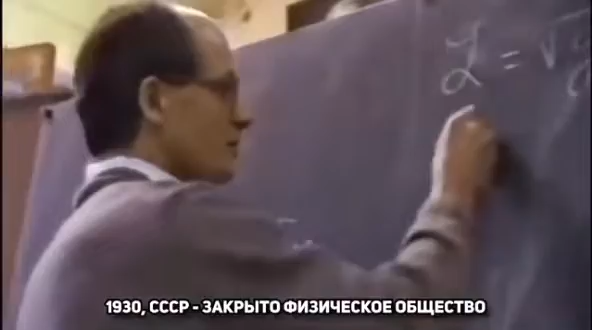 Z = √
1930, СССР - ЗАКРЫТО ФИЗИЧЕСКОЕ ОБЩЕСТВО